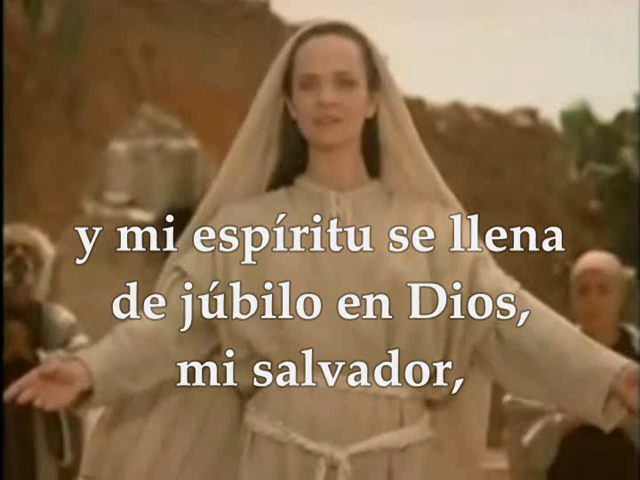 y mi espíritu se llena
de júbilo en Dios,
mi salvador,